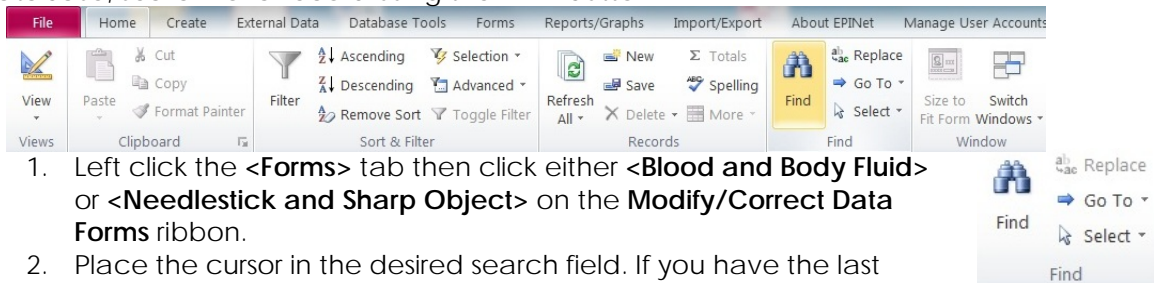 File Home Create External Data Database Tools Forms Reports/Graphs Import/Export About EPINet Manage User Accounts
View
Views
Paste
Cut
Copy
Format Painter
Clipboard
Filter
Ascending
Descending
Remove Sort
Selection
Advanced
Toggle Filter
Sort & Filter
Refresh
All
New
Save
Delete
Totals
Spelling
More
Records
Find
Replace
Go To
Select
Find
Size to
Fit Form
Switch
Windows
Window
1. Left click the <Forms> tab then click either <Blood and Body Fluid>
or <Needlestick and Sharp Object> on the Modify/Correct Data
Forms ribbon.
2. Place the cursor in the desired search field. If you have the last
Find
Replace
Go To
Select
Find